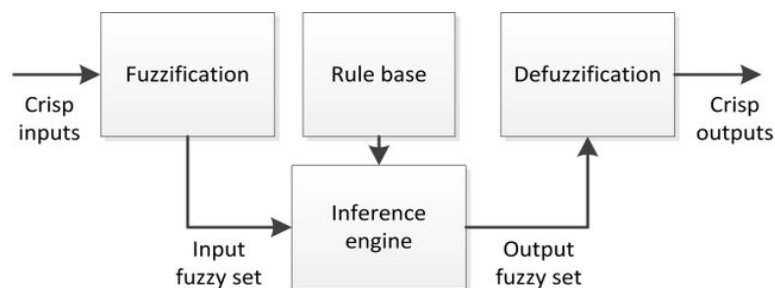 Fuzzification
Rule base
Defuzzification
Crisp
inputs
Crisp
outputs
Inference
engine
Input
fuzzy set
Output
fuzzy set